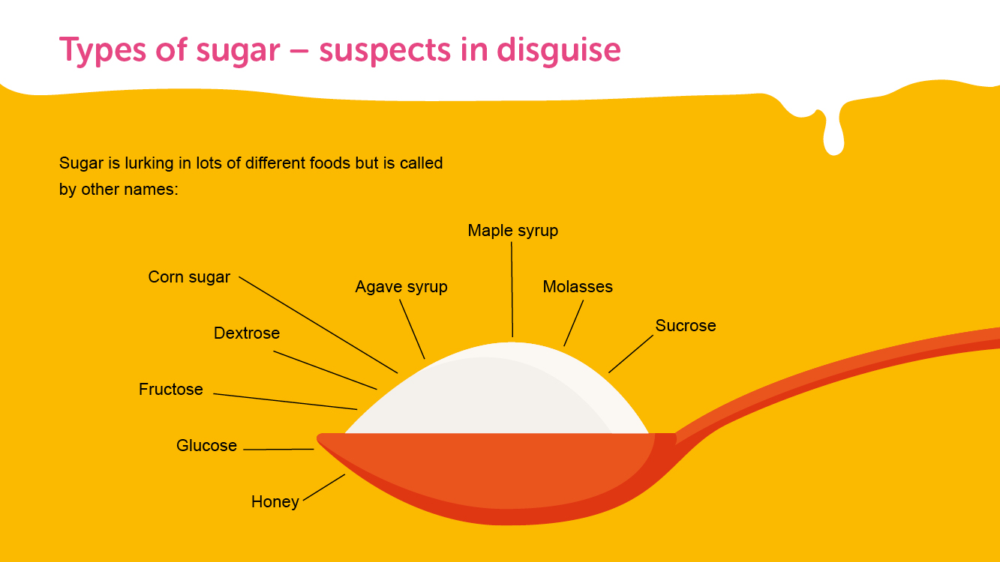 Types of sugar – suspects in disguise
Sugar is lurking in lots of different foods but is called
by other names:
Maple syrup
Corn sugar
Agave syrup
Molasses
Dextrose
Sucrose
Fructose
Glucose
Honey